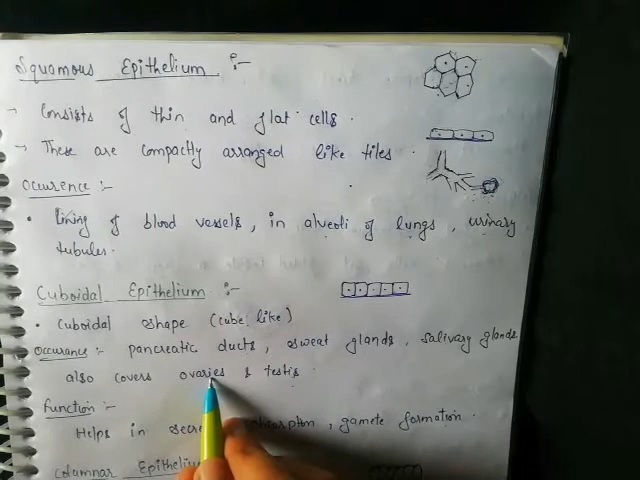 Squamous Epithelium :-
→ Consists of thin and flat cells.
→ These are compactly arranged like tiles.
Occurence :-
• Lining of blood vessels, in alveoli of lungs, urinary
tubules.
Cuboidal Epithelium :-
• Cuboidal shape (cube like)
Occurance :- pancreatic ducts, sweat glands, salivary glands
also covers ovaries & testis
Function :-
Helps in , gamete formation.
Columnar